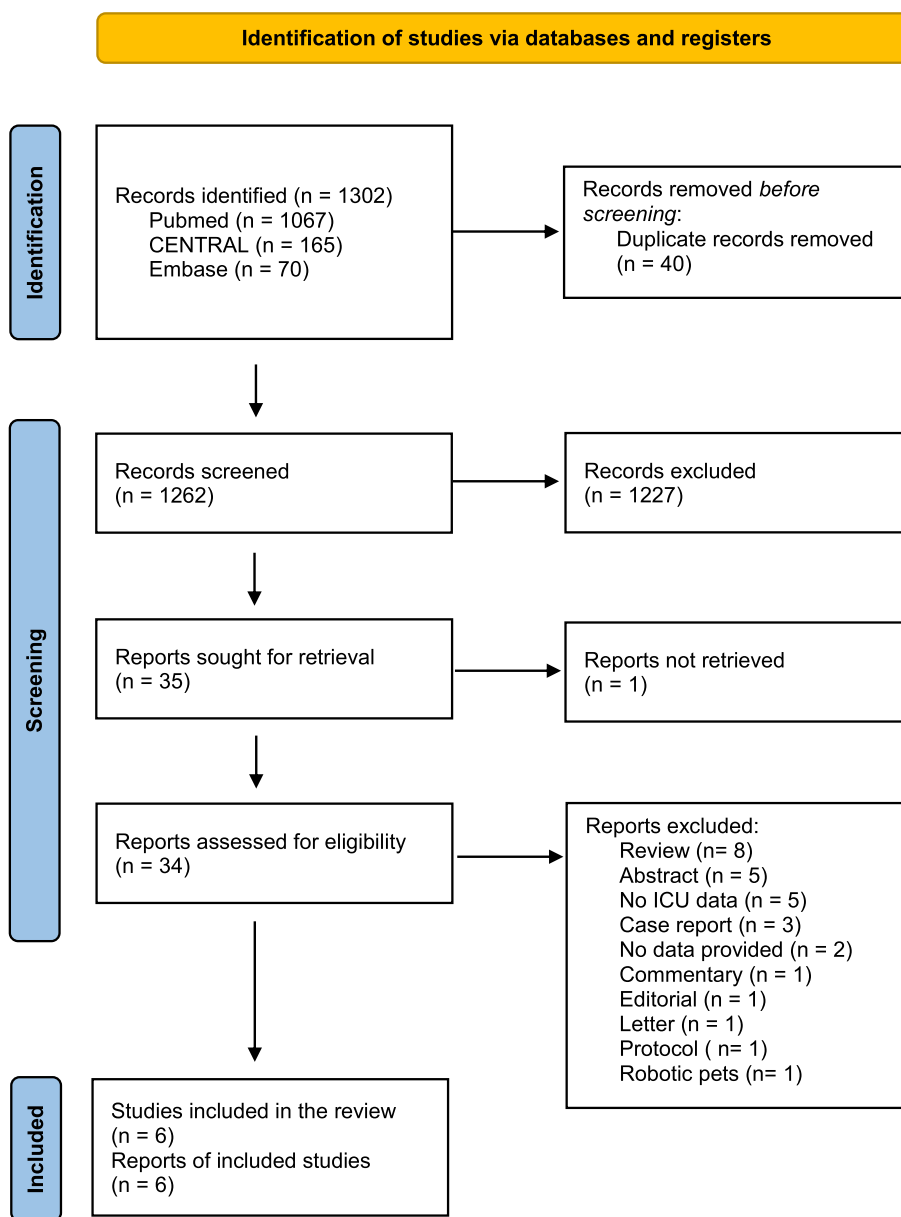 Identification of studies via databases and registers
Identification
Records identified (n = 1302)
Pubmed (n = 1067)
CENTRAL (n = 165)
Embase (n = 70)
Records removed before
screening:
Duplicate records removed
(n = 40)
Screening
Records screened
(n = 1262)
Records excluded
(n = 1227)
Reports sought for retrieval
(n = 35)
Reports not retrieved
(n = 1)
Reports assessed for eligibility
(n = 34)
Reports excluded:
Review (n= 8)
Abstract (n = 5)
No ICU data (n = 5)
Case report (n = 3)
No data provided (n = 2)
Commentary (n = 1)
Editorial (n = 1)
Letter (n = 1)
Protocol ( n= 1)
Robotic pets (n= 1)
Included
Studies included in the review
(n = 6)
Reports of included studies
(n = 6)